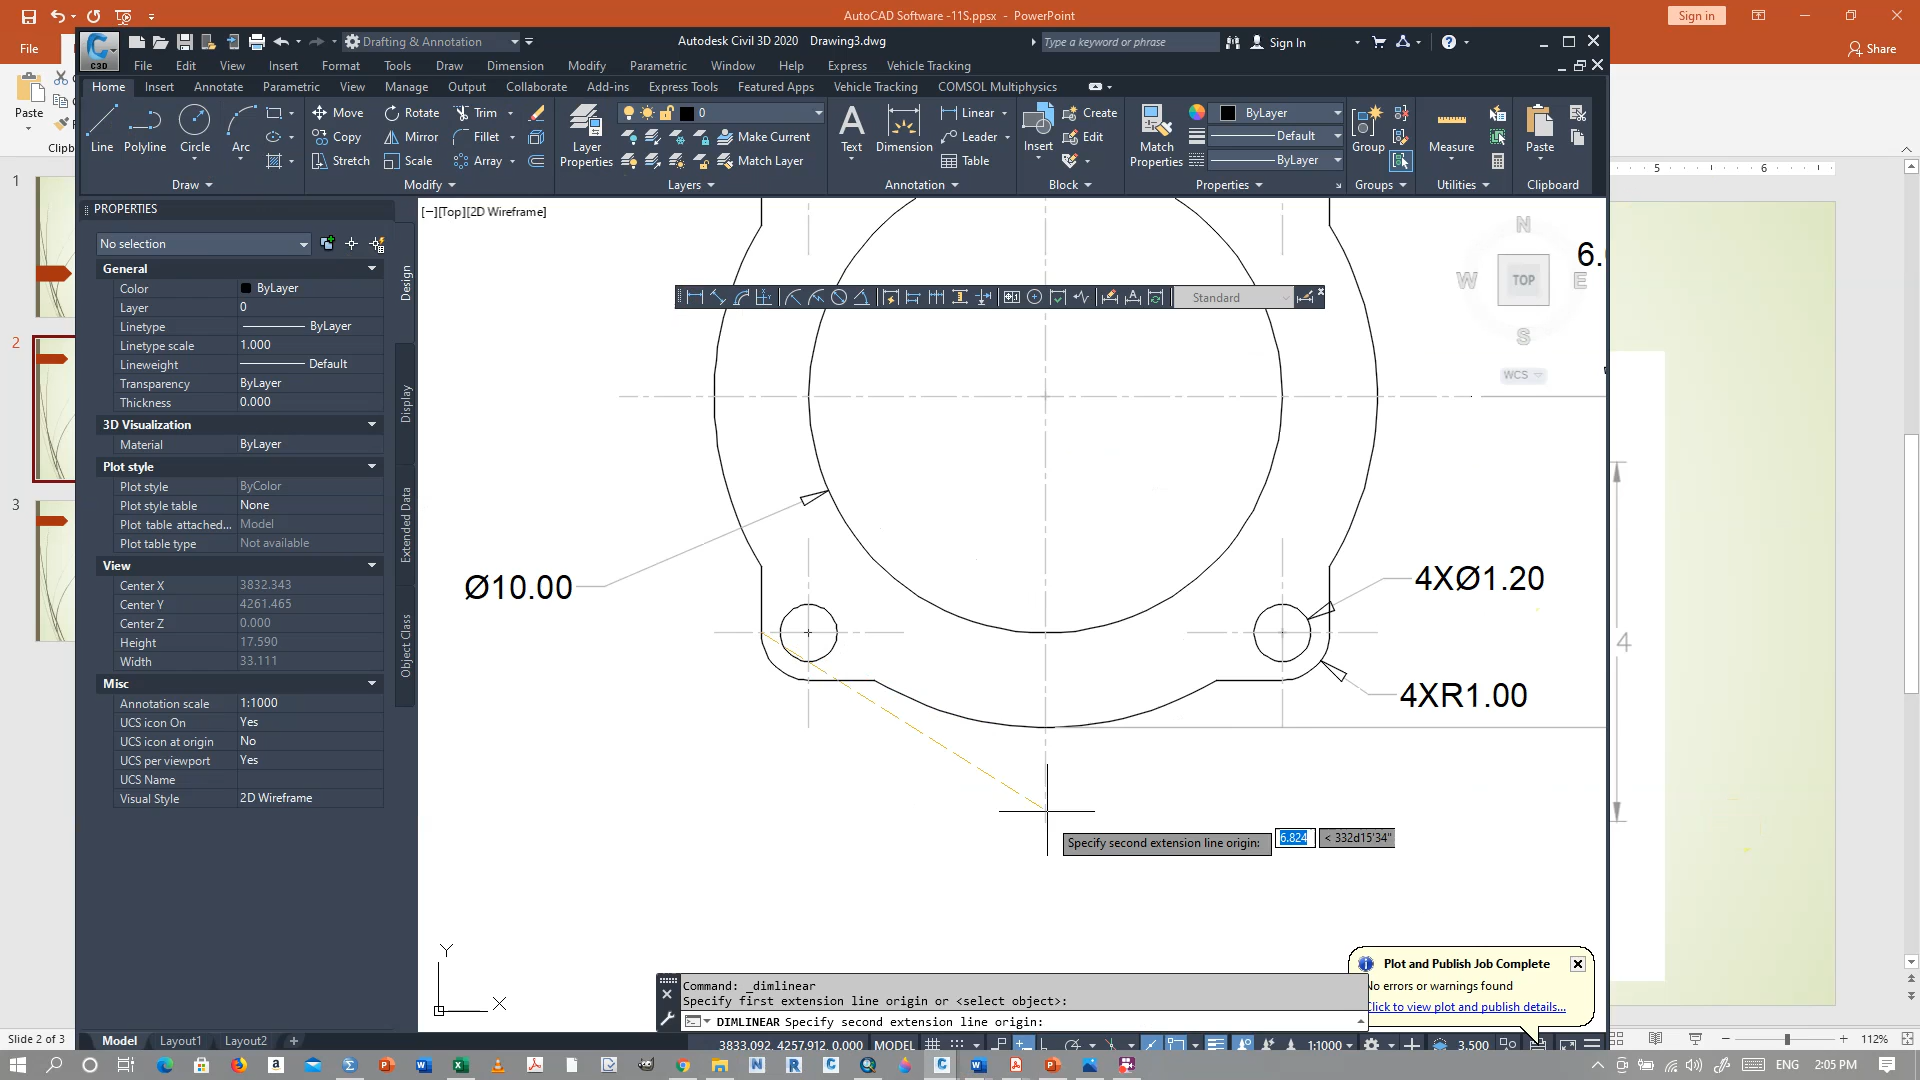 AutoCAD Software -11S.ppsx - PowerPoint
Sign in
File
Share
Paste
Clipb
Drafting & Annotation
Autodesk Civil 3D 2020 Drawing3.dwg
Type a keyword or phrase
Sign In
C3D
File Edit View Insert Format Tools Draw Dimension Modify Parametric Window Help Express Vehicle Tracking
Home Insert Annotate Parametric View Manage Output Collaborate Add-ins Express Tools Featured Apps Vehicle Tracking COMSOL Multiphysics
Line
Polyline
Circle
Arc
Draw
Move Rotate Trim
Copy Mirror Fillet
Stretch Scale Array
Modify
Layer
Properties
0
Make Current
Match Layer
Layers
Text
Dimension
Linear
Leader
Table
Annotation
Insert
Create
Edit
Block
Match
Properties
ByLayer
Default
ByLayer
Properties
Group
Groups
Measure
Utilities
Paste
Clipboard
5 6
PROPERTIES
No selection
General
Color ByLayer
Layer 0
Linetype ByLayer
Linetype scale 1.000
Lineweight Default
Transparency ByLayer
Thickness 0.000
3D Visualization
Material ByLayer
Plot style
Plot style ByColor
Plot style table None
Plot table attached... Model
Plot table type Not available
View
Center X 3832.343
Center Y 4261.465
Center Z 0.000
Height 17.590
Width 33.111
Misc
Annotation scale 1:1000
UCS icon On Yes
UCS icon at origin No
UCS per viewport Yes
UCS Name
Visual Style 2D Wireframe
Design
Display
Extended Data
Object Class
1
2
3
[−][Top][2D Wireframe]
Standard
N
W TOP E
S
WCS
6.
Ø10.00
4XØ1.20
4XR1.00
4
Specify second extension line origin: 6.824 < 332d15'34"
Y
X
Command: _dimlinear
Specify first extension line origin or <select object>:
DIMLINEAR Specify second extension line origin:
Plot and Publish Job Complete
No errors or warnings found
Click to view plot and publish details...
Model Layout1 Layout2 +
3833.092, 4257.912, 0.000 MODEL
1:1000
3.500
Slide 2 of 3
112%
ENG
2:05 PM